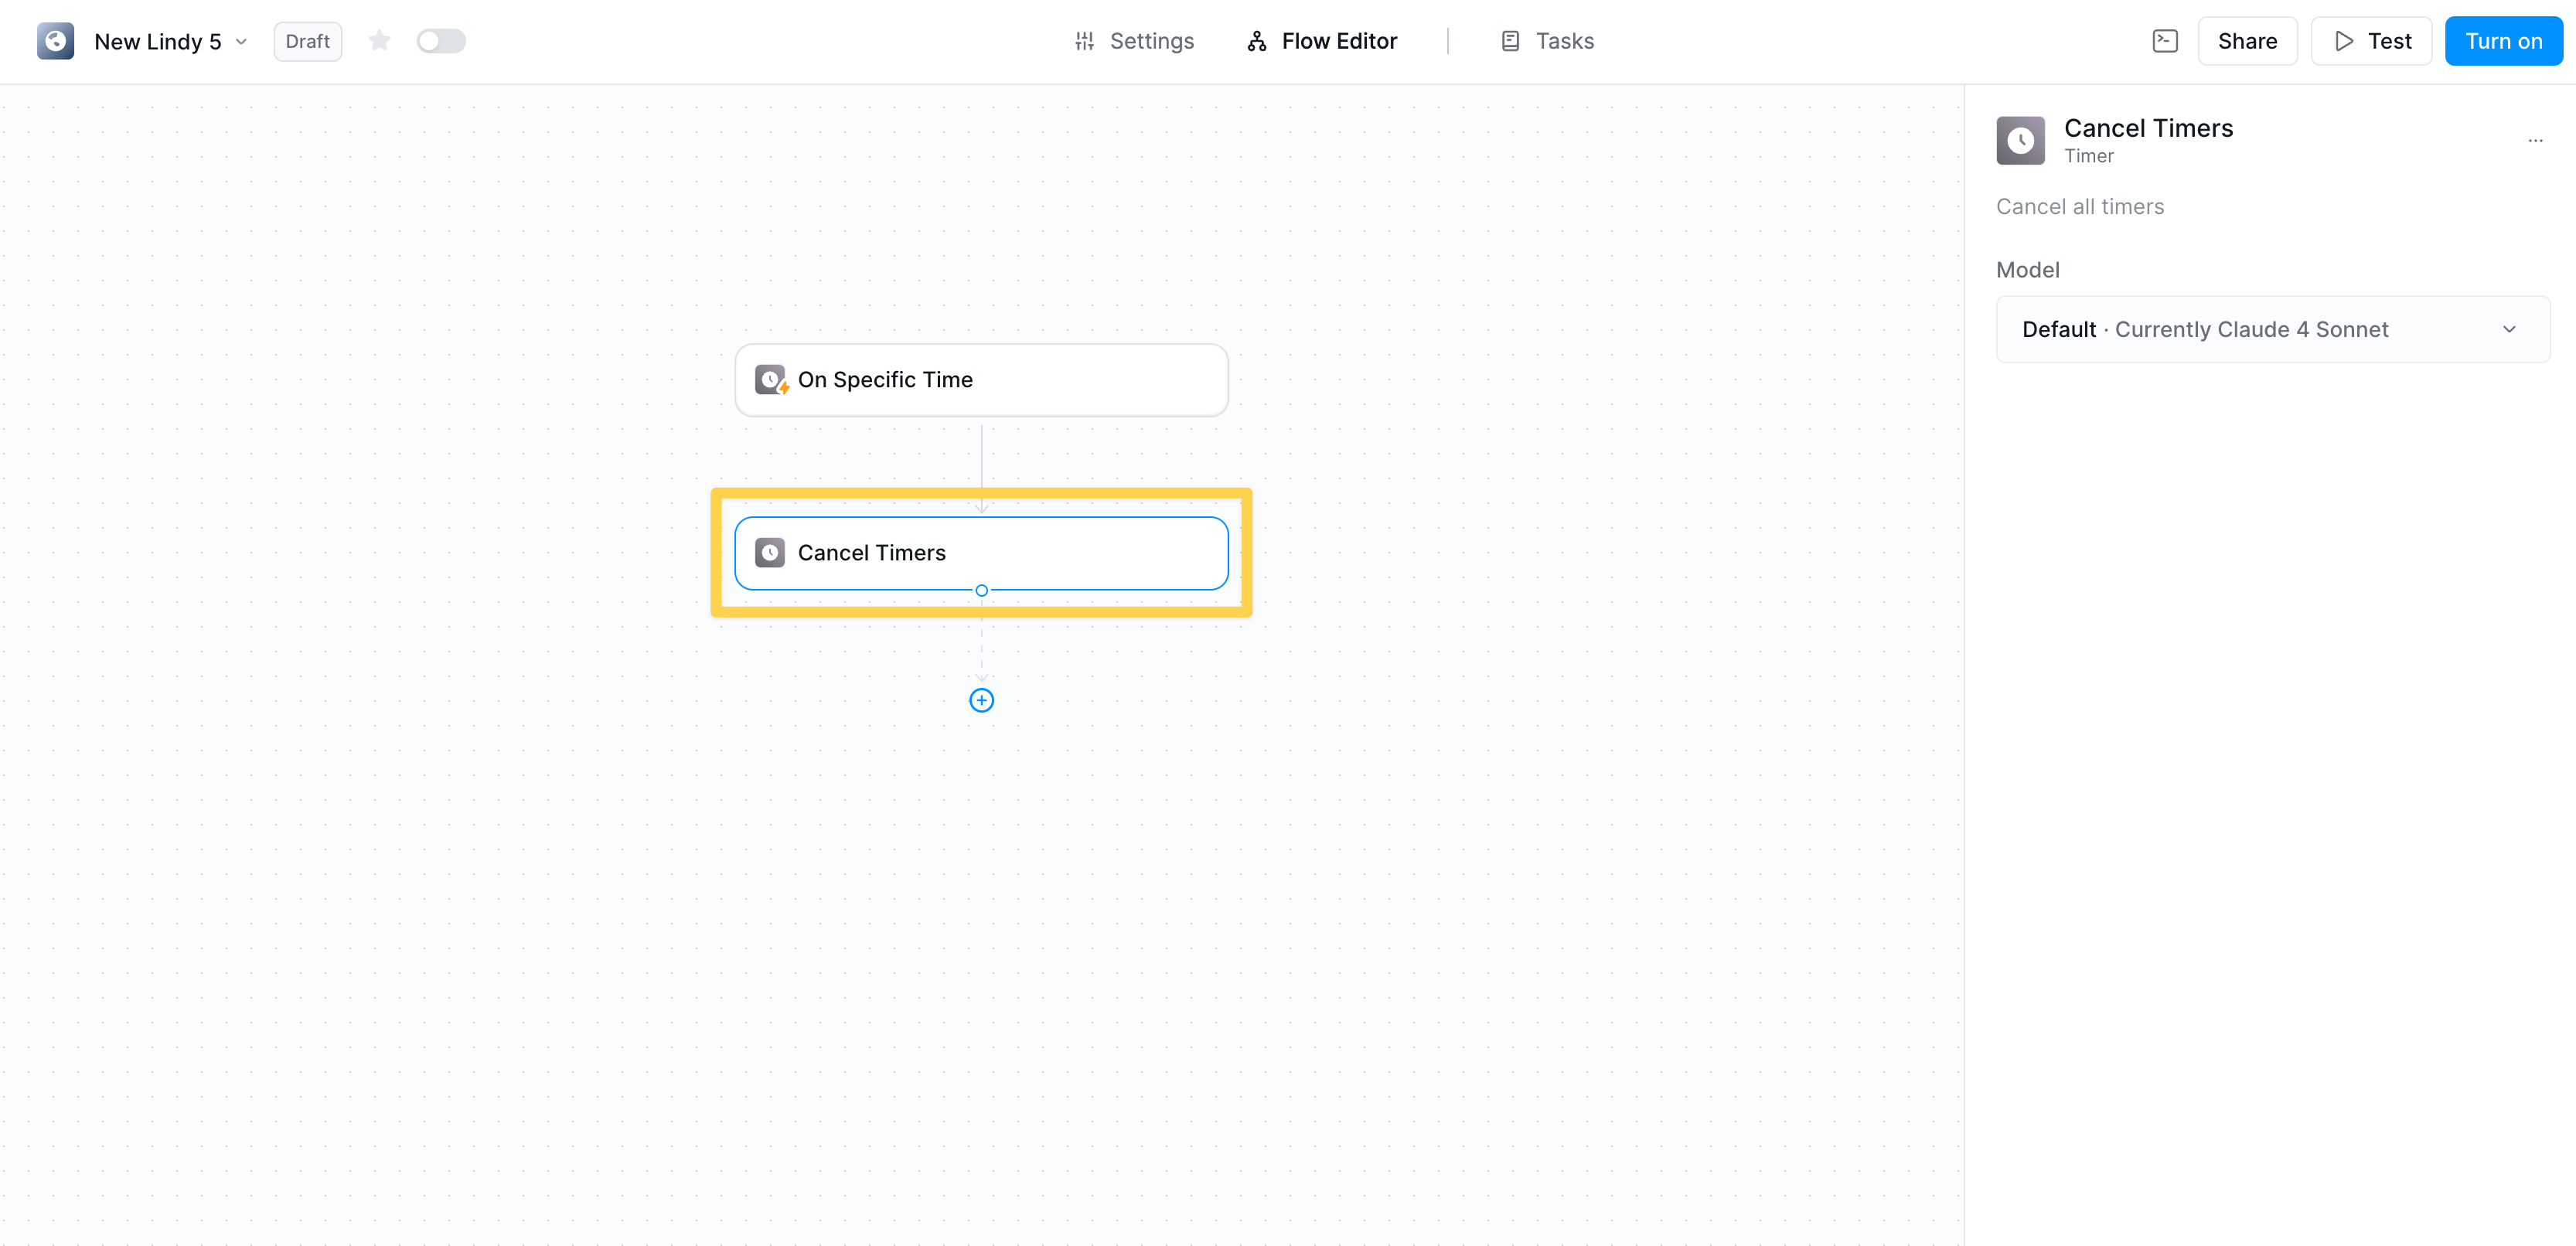 New Lindy 5
Draft
Settings
Flow Editor
Tasks
Share
Test
Turn on
On Specific Time
Cancel Timers
Cancel Timers
Timer
Cancel all timers
Model
Default · Currently Claude 4 Sonnet